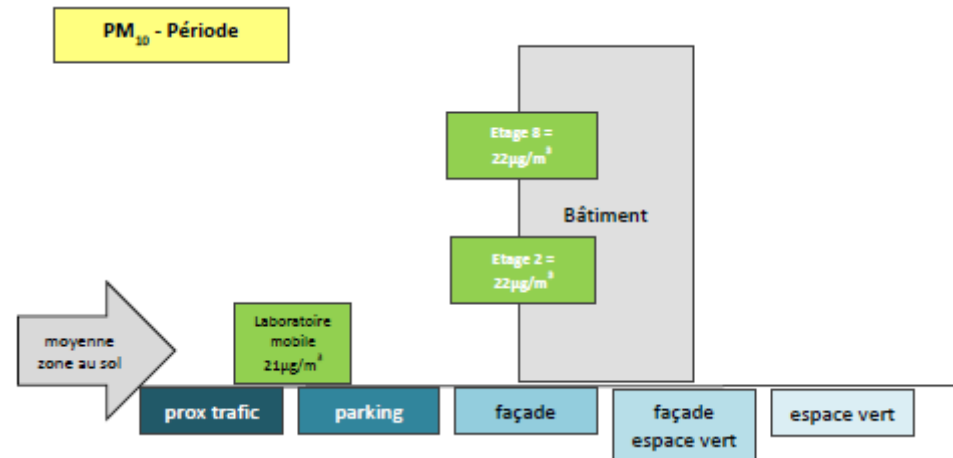 PM₁₀ - Période
Etage 8 =
22µg/m³
Bâtiment
Etage 2 =
22µg/m³
moyenne
zone au sol
Laboratoire
mobile
21µg/m³
prox trafic
parking
façade
façade
espace vert
espace vert